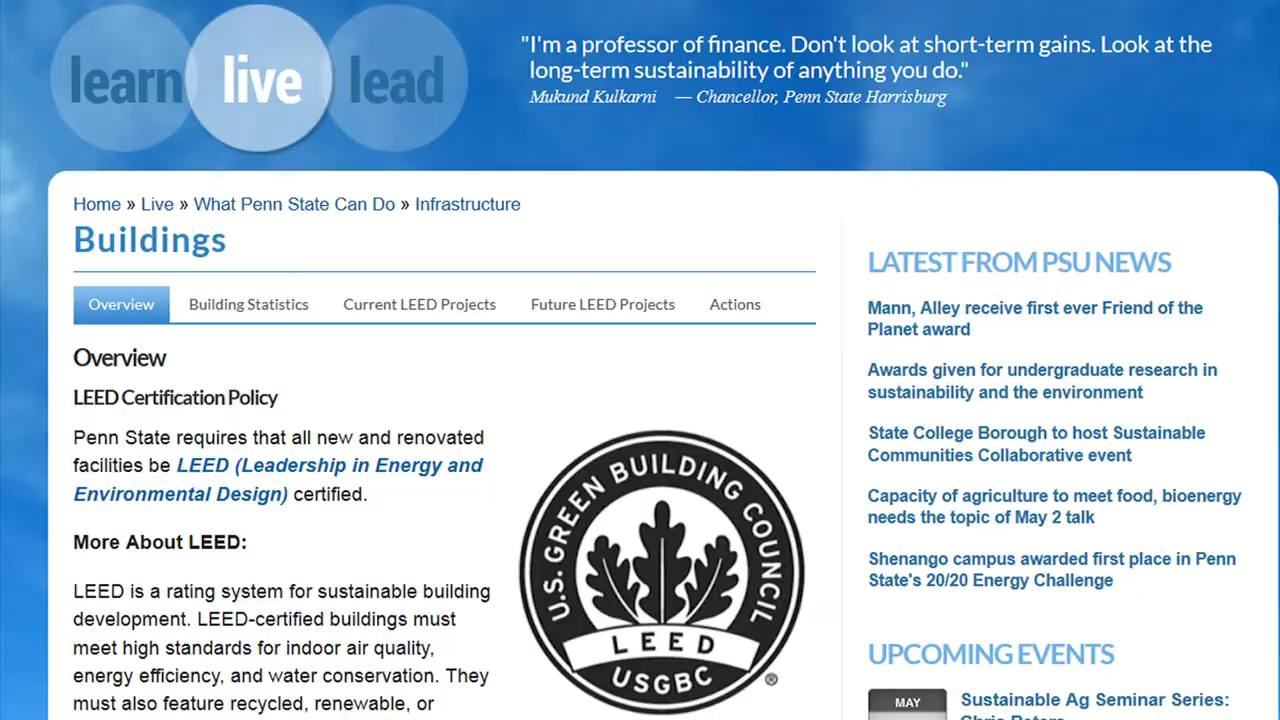 learn live lead
"I'm a professor of finance. Don't look at short-term gains. Look at the
long-term sustainability of anything you do."
Mukund Kulkarni — Chancellor, Penn State Harrisburg
Home » Live » What Penn State Can Do » Infrastructure
Buildings
Overview Building Statistics Current LEED Projects Future LEED Projects Actions
Overview
LEED Certification Policy
Penn State requires that all new and renovated
facilities be LEED (Leadership in Energy and
Environmental Design) certified.
More About LEED:
LEED is a rating system for sustainable building
development. LEED-certified buildings must
meet high standards for indoor air quality,
energy efficiency, and water conservation. They
must also feature recycled, renewable, or
U.S. GREEN BUILDING COUNCIL
LEED
USGBC
®
LATEST FROM PSU NEWS
Mann, Alley receive first ever Friend of the
Planet award
Awards given for undergraduate research in
sustainability and the environment
State College Borough to host Sustainable
Communities Collaborative event
Capacity of agriculture to meet food, bioenergy
needs the topic of May 2 talk
Shenango campus awarded first place in Penn
State's 20/20 Energy Challenge
UPCOMING EVENTS
MAY
Sustainable Ag Seminar Series: